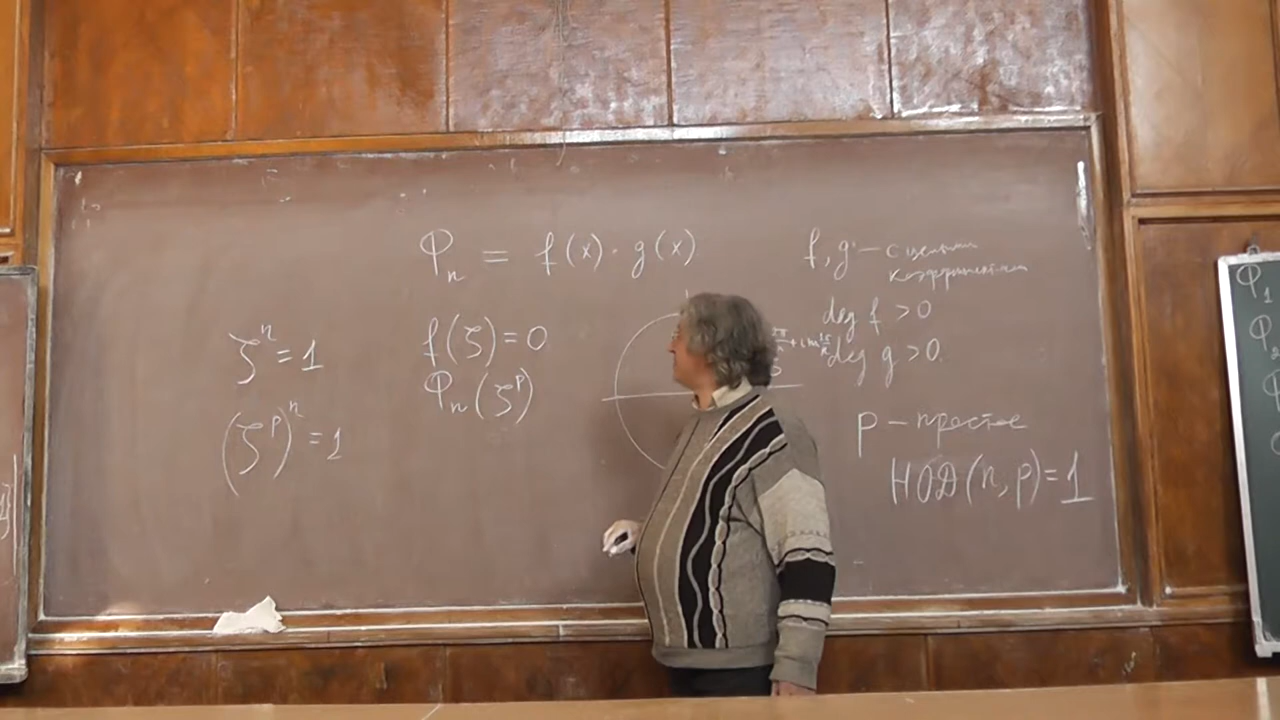 Φₙ = f(x) · g(x)
f, g — с целыми
коэффициентами
deg f > 0
deg g > 0.
ζⁿ = 1
(ζᵖ)ⁿ = 1
f(ζ) = 0
Φₙ(ζᵖ)
p — простое
НОД(n, p) = 1
Φ₁
Φ₂